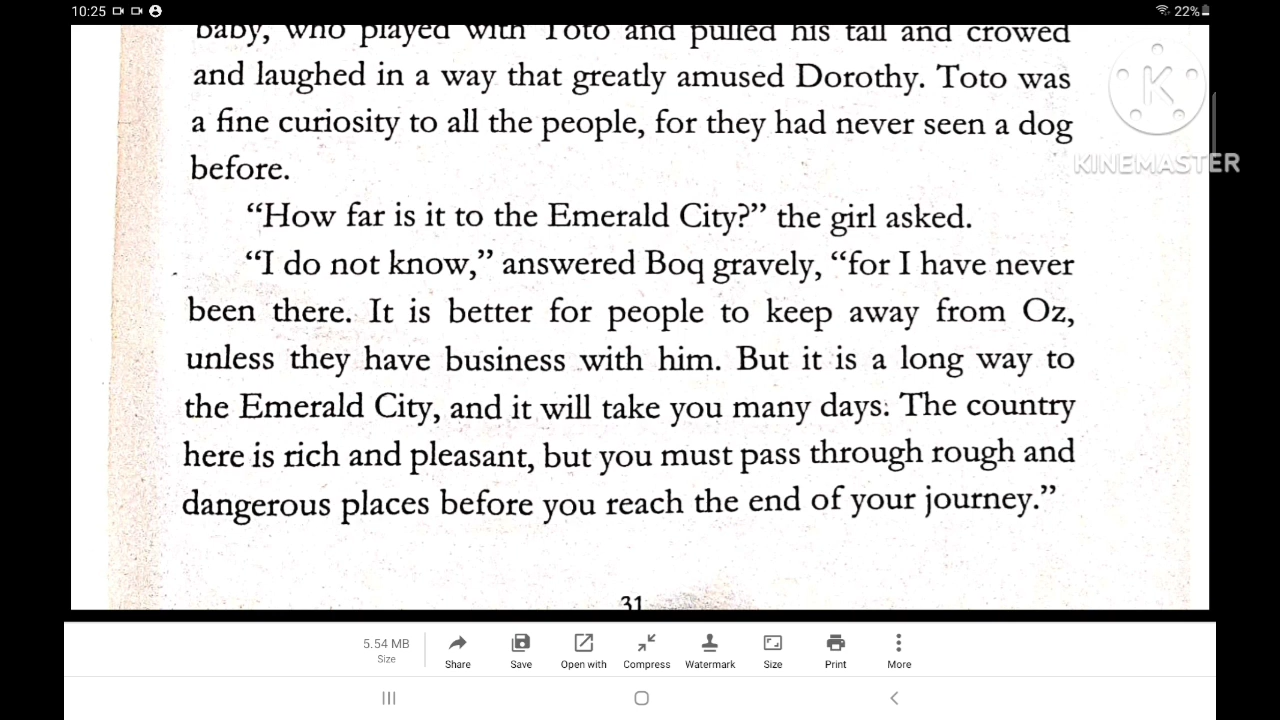 10:25
22%
baby, who played with Toto and pulled his tail and crowed
and laughed in a way that greatly amused Dorothy. Toto was
a fine curiosity to all the people, for they had never seen a dog
before.
“How far is it to the Emerald City?” the girl asked.
“I do not know,” answered Boq gravely, “for I have never
been there. It is better for people to keep away from Oz,
unless they have business with him. But it is a long way to
the Emerald City, and it will take you many days. The country
here is rich and pleasant, but you must pass through rough and
dangerous places before you reach the end of your journey.”
31
K
KINEMASTER
5.54 MB
Size
Share
Save
Open with
Compress
Watermark
Size
Print
More